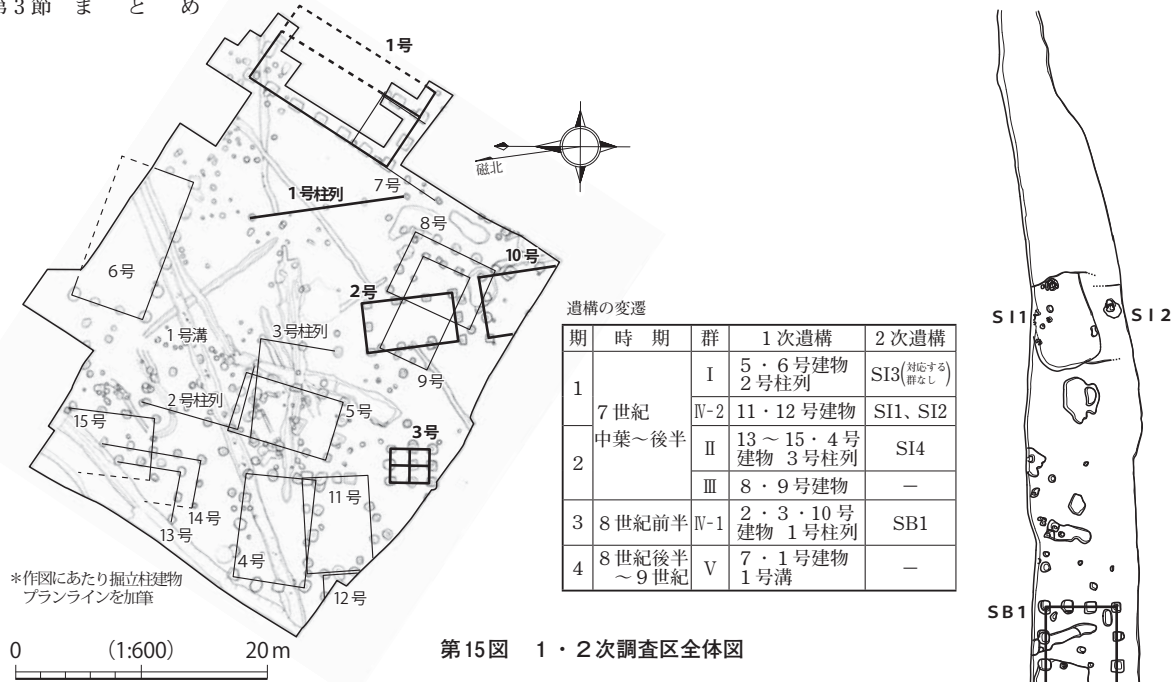 第3節 ま と め
1号
磁北
1号柱列
7号
8号
10号
6号
2号
1号溝
3号柱列
9号
2号柱列
5号
15号
3号
11号
14号
13号
4号
12号
*作図にあたり掘立柱建物
プランラインを加筆
0 (1:600) 20m
遺構の変遷
期 時 期 群 1次遺構 2次遺構
1 7世紀中葉～後半 Ⅰ 5・6号建物 2号柱列 SI3(対応する群なし)
Ⅳ-2 11・12号建物 SI1、SI2
2 Ⅱ 13～15・4号建物 3号柱列 SI4
Ⅲ 8・9号建物 －
3 8世紀前半 Ⅳ-1 2・3・10号建物 1号柱列 SB1
4 8世紀後半～9世紀 Ⅴ 7・1号建物 1号溝 －
SI1
SI2
SB1
第15図 1・2次調査区全体図